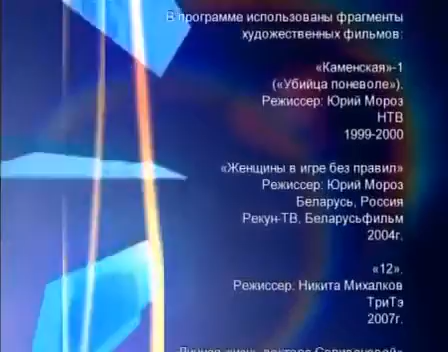 В программе использованы фрагменты
художественных фильмов:
«Каменская»-1
(«Убийца поневоле»).
Режиссер: Юрий Мороз
НТВ
1999-2000
«Женщины в игре без правил»
Режиссер: Юрий Мороз
Беларусь, Россия
Рекун-ТВ, Беларусьфильм
2004г.
«12».
Режиссер: Никита Михалков
ТриТэ
2007г.